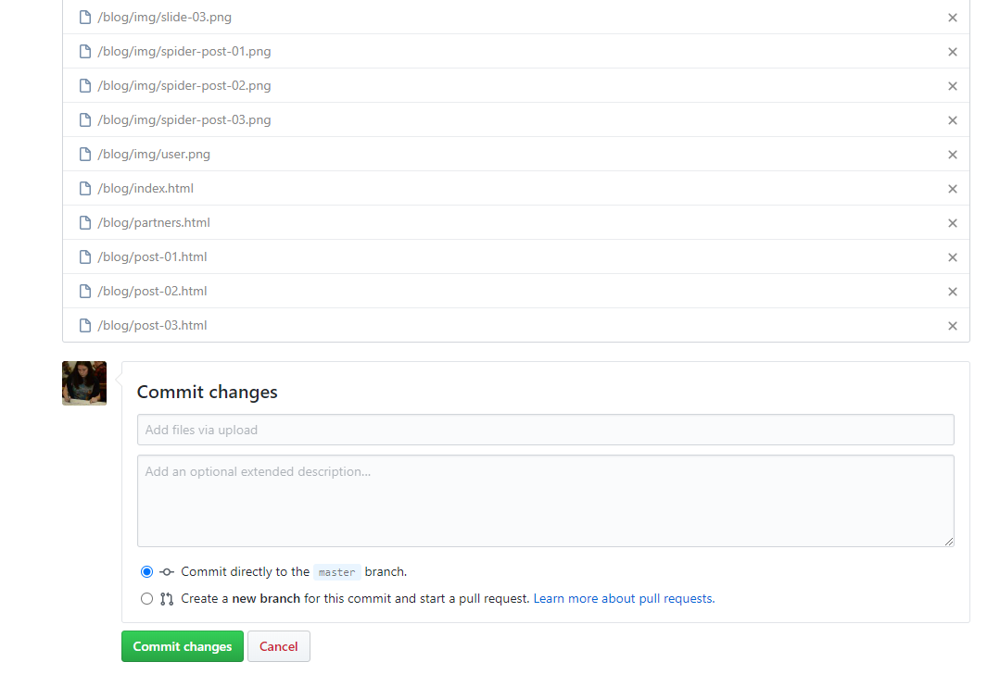 /blog/img/slide-03.png
/blog/img/spider-post-01.png
/blog/img/spider-post-02.png
/blog/img/spider-post-03.png
/blog/img/user.png
/blog/index.html
/blog/partners.html
/blog/post-01.html
/blog/post-02.html
/blog/post-03.html
Commit changes
Add files via upload
Add an optional extended description...
Commit directly to the master branch.
Create a new branch for this commit and start a pull request. Learn more about pull requests.
Commit changes Cancel